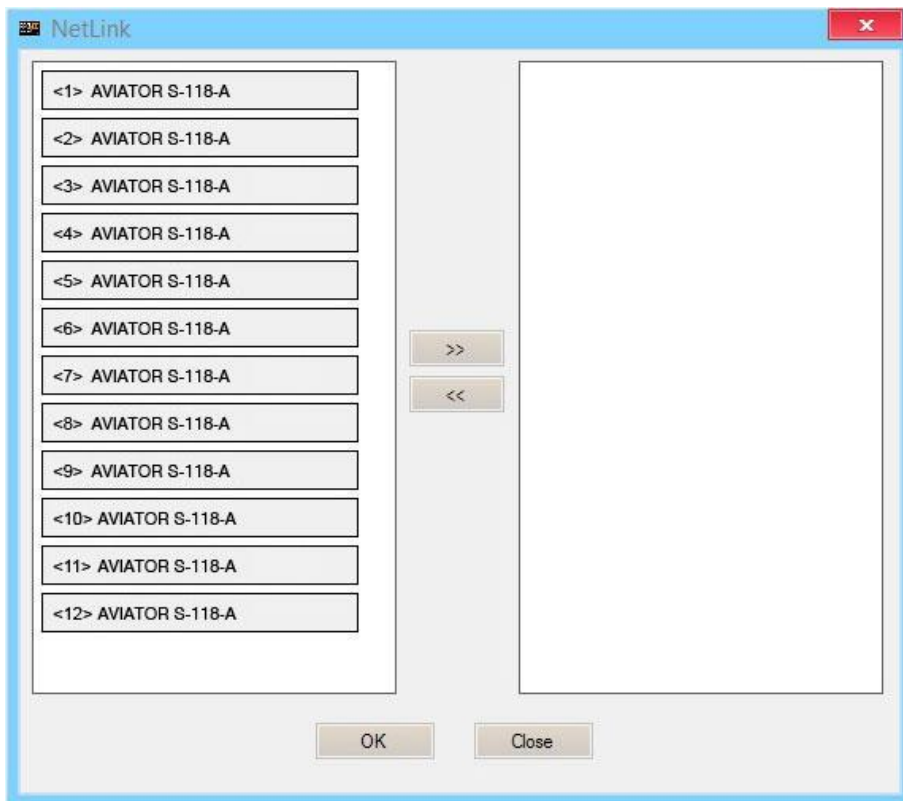 NetLink
<1> AVIATOR S-118-A
<2> AVIATOR S-118-A
<3> AVIATOR S-118-A
<4> AVIATOR S-118-A
<5> AVIATOR S-118-A
<6> AVIATOR S-118-A
<7> AVIATOR S-118-A
<8> AVIATOR S-118-A
<9> AVIATOR S-118-A
<10> AVIATOR S-118-A
<11> AVIATOR S-118-A
<12> AVIATOR S-118-A
>>
<<
OK Close